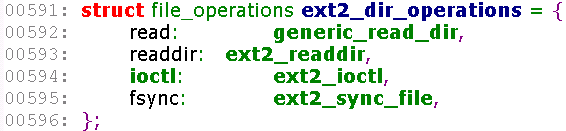 00591: struct file_operations ext2_dir_operations = {
00592:         read:           generic_read_dir,
00593:         readdir:   ext2_readdir,
00594:         ioctl:          ext2_ioctl,
00595:         fsync:          ext2_sync_file,
00596: };